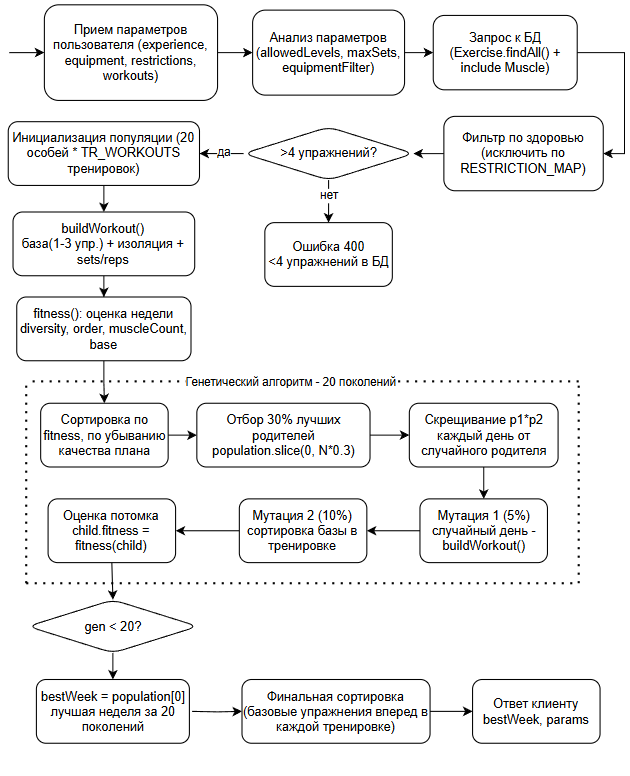 Прием параметров
пользователя (experience,
equipment, restrictions,
workouts)
Анализ параметров
(allowedLevels, maxSets,
equipmentFilter)
Запрос к БД
(Exercise.findAll() +
include Muscle)
Инициализация популяции (20
особей * TR_WORKOUTS
тренировок)
да
>4 упражнений?
Фильтр по здоровью
(исключить по
RESTRICTION_MAP)
нет
buildWorkout()
база(1-3 упр.) + изоляция +
sets/reps
Ошибка 400
<4 упражнений в БД
fitness(): оценка недели
diversity, order, muscleCount,
base
Генетический алгоритм - 20 поколений
Сортировка по
fitness, по убыванию
качества плана
Отбор 30% лучших
родителей
population.slice(0, N*0.3)
Скрещивание p1*p2
каждый день от
случайного родителя
Оценка потомка
child.fitness =
fitness(child)
Мутация 2 (10%)
сортировка базы в
тренировке
Мутация 1 (5%)
случайный день -
buildWorkout()
gen < 20?
bestWeek = population[0]
лучшая неделя за 20
поколений
Финальная сортировка
(базовые упражнения вперед в
каждой тренировке)
Ответ клиенту
bestWeek, params